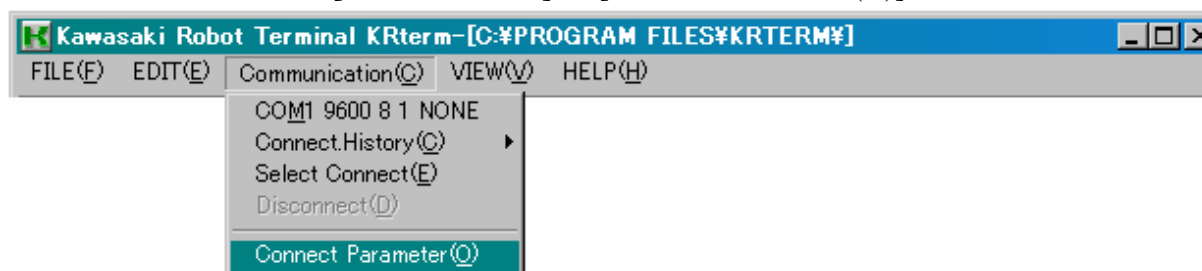 Kawasaki Robot Terminal KRterm-[C:¥PROGRAM FILES¥KRTERM¥]
FILE(F) EDIT(E) Communication(C) VIEW(V) HELP(H)
COM1 9600 8 1 NONE
Connect.History(C)
Select Connect(E)
Disconnect(D)
Connect Parameter(O)